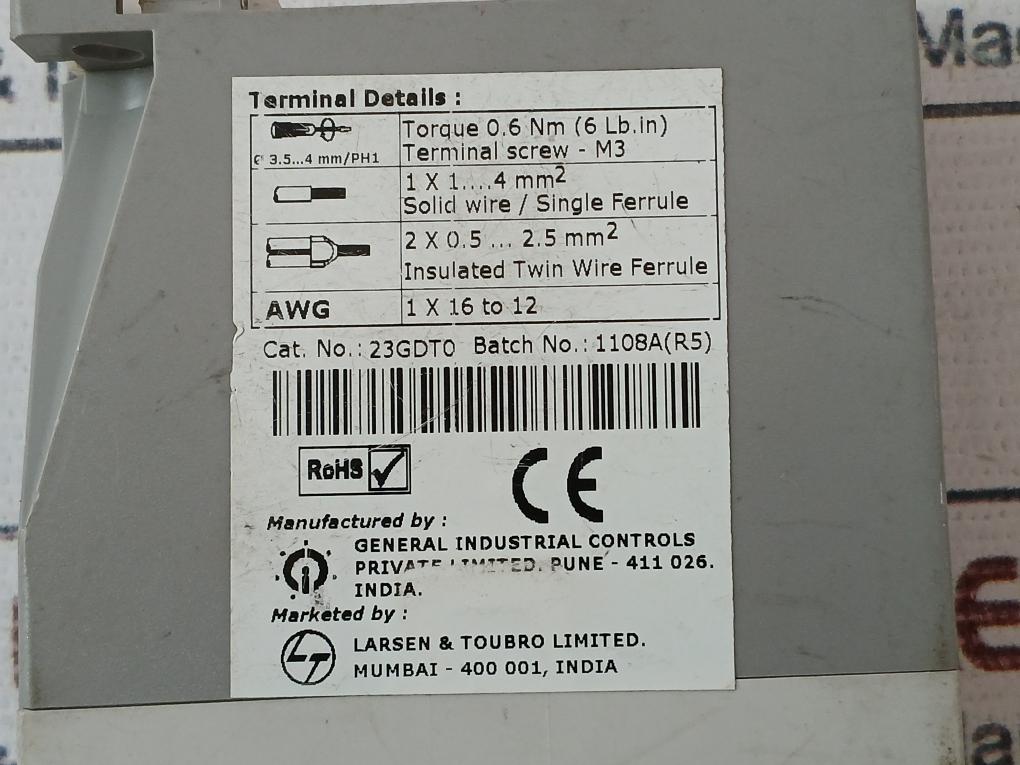 Terminal Details :
Torque 0.6 Nm (6 Lb.in)
Terminal screw - M3
3.5...4 mm/PH1
1 X 1....4 mm²
Solid wire / Single Ferrule
2 X 0.5 ... 2.5 mm²
Insulated Twin Wire Ferrule
AWG 1 X 16 to 12
Cat. No.: 23GDT0 Batch No.: 1108A(R5)
RoHS CE
Manufactured by :
GENERAL INDUSTRIAL CONTROLS
PRIVATE LIMITED. PUNE - 411 026.
INDIA.
Marketed by :
LT LARSEN & TOUBRO LIMITED.
MUMBAI - 400 001, INDIA